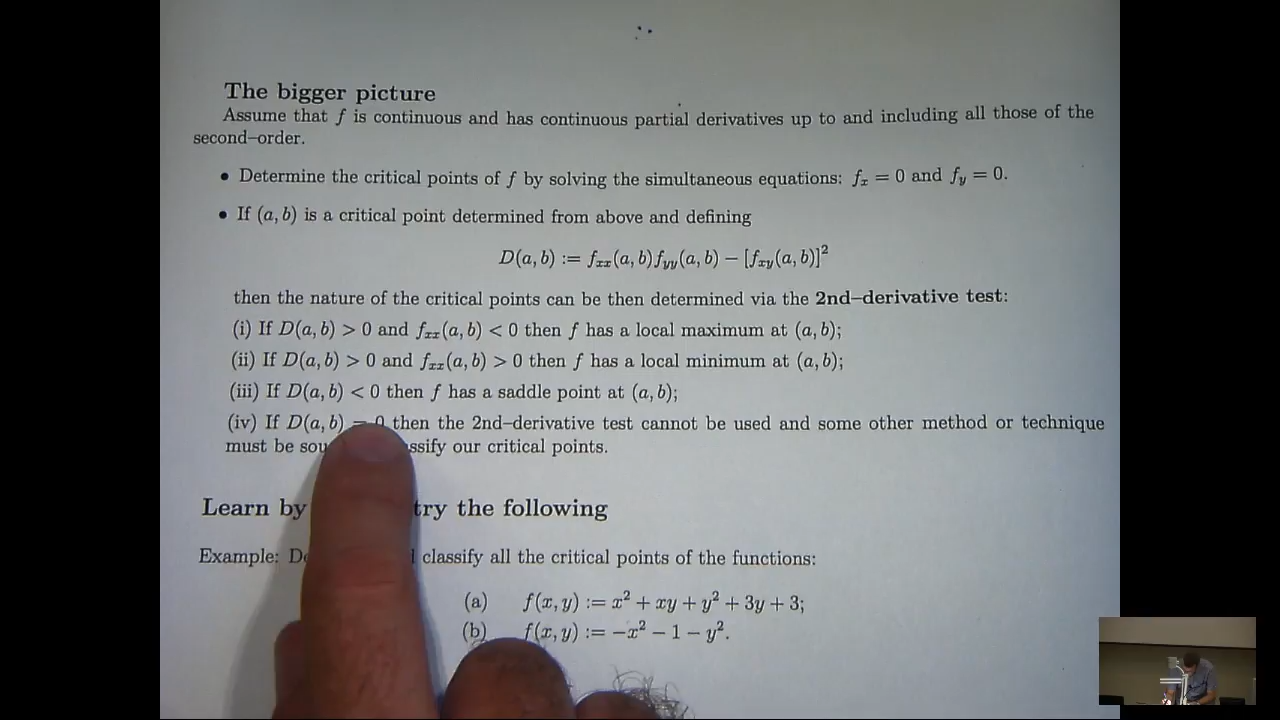 The bigger picture
Assume that f is continuous and has continuous partial derivatives up to and including all those of the
second–order.
• Determine the critical points of f by solving the simultaneous equations: fₓ = 0 and f_y = 0.
• If (a, b) is a critical point determined from above and defining
D(a, b) := f_xx(a, b)f_yy(a, b) − [f_xy(a, b)]²
then the nature of the critical points can be then determined via the 2nd–derivative test:
(i) If D(a, b) > 0 and f_xx(a, b) < 0 then f has a local maximum at (a, b);
(ii) If D(a, b) > 0 and f_xx(a, b) > 0 then f has a local minimum at (a, b);
(iii) If D(a, b) < 0 then f has a saddle point at (a, b);
(iv) If D(a, b) = 0 then the 2nd–derivative test cannot be used and some other method or technique
must be our critical points.
Learn by try the following
Example: classify all the critical points of the functions:
(a) f(x, y) := x² + xy + y² + 3y + 3;
(b) f(x, y) := −x² − 1 − y².